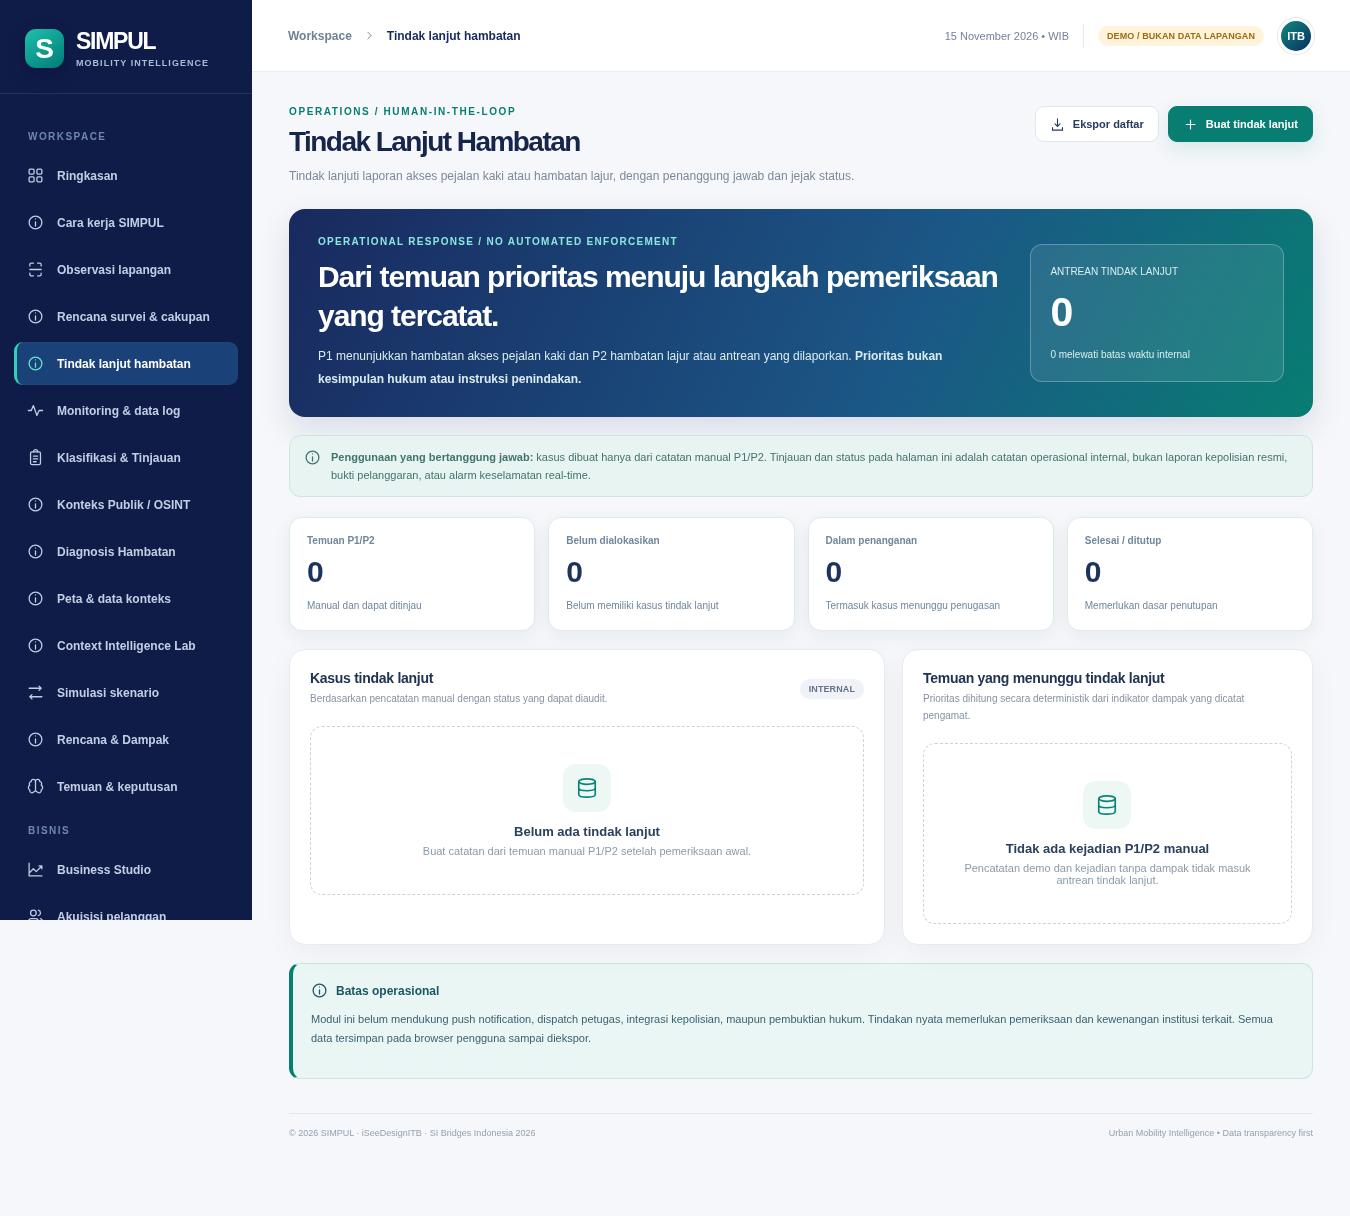 S SIMPUL
MOBILITY INTELLIGENCE
WORKSPACE
Ringkasan
Cara kerja SIMPUL
Observasi lapangan
Rencana survei & cakupan
Tindak lanjut hambatan
Monitoring & data log
Klasifikasi & Tinjauan
Konteks Publik / OSINT
Diagnosis Hambatan
Peta & data konteks
Context Intelligence Lab
Simulasi skenario
Rencana & Dampak
Temuan & keputusan
BISNIS
Business Studio
Akuisisi pelanggan
Workspace > Tindak lanjut hambatan
15 November 2026 • WIB
DEMO / BUKAN DATA LAPANGAN
ITB
OPERATIONS / HUMAN-IN-THE-LOOP
Tindak Lanjut Hambatan
Tindak lanjuti laporan akses pejalan kaki atau hambatan lajur, dengan penanggung jawab dan jejak status.
Ekspor daftar
Buat tindak lanjut
OPERATIONAL RESPONSE / NO AUTOMATED ENFORCEMENT
Dari temuan prioritas menuju langkah pemeriksaan
yang tercatat.
P1 menunjukkan hambatan akses pejalan kaki dan P2 hambatan lajur atau antrean yang dilaporkan. Prioritas bukan
kesimpulan hukum atau instruksi penindakan.
ANTREAN TINDAK LANJUT
0
0 melewati batas waktu internal
Penggunaan yang bertanggung jawab: kasus dibuat hanya dari catatan manual P1/P2. Tinjauan dan status pada halaman ini adalah catatan operasional internal, bukan laporan kepolisian resmi,
bukti pelanggaran, atau alarm keselamatan real-time.
Temuan P1/P2
0
Manual dan dapat ditinjau
Belum dialokasikan
0
Belum memiliki kasus tindak lanjut
Dalam penanganan
0
Termasuk kasus menunggu penugasan
Selesai / ditutup
0
Memerlukan dasar penutupan
Kasus tindak lanjut
Berdasarkan pencatatan manual dengan status yang dapat diaudit.
INTERNAL
Belum ada tindak lanjut
Buat catatan dari temuan manual P1/P2 setelah pemeriksaan awal.
Temuan yang menunggu tindak lanjut
Prioritas dihitung secara deterministik dari indikator dampak yang dicatat
pengamat.
Tidak ada kejadian P1/P2 manual
Pencatatan demo dan kejadian tanpa dampak tidak masuk
antrean tindak lanjut.
Batas operasional
Modul ini belum mendukung push notification, dispatch petugas, integrasi kepolisian, maupun pembuktian hukum. Tindakan nyata memerlukan pemeriksaan dan kewenangan institusi terkait. Semua
data tersimpan pada browser pengguna sampai diekspor.
© 2026 SIMPUL · iSeeDesignITB · SI Bridges Indonesia 2026
Urban Mobility Intelligence • Data transparency first